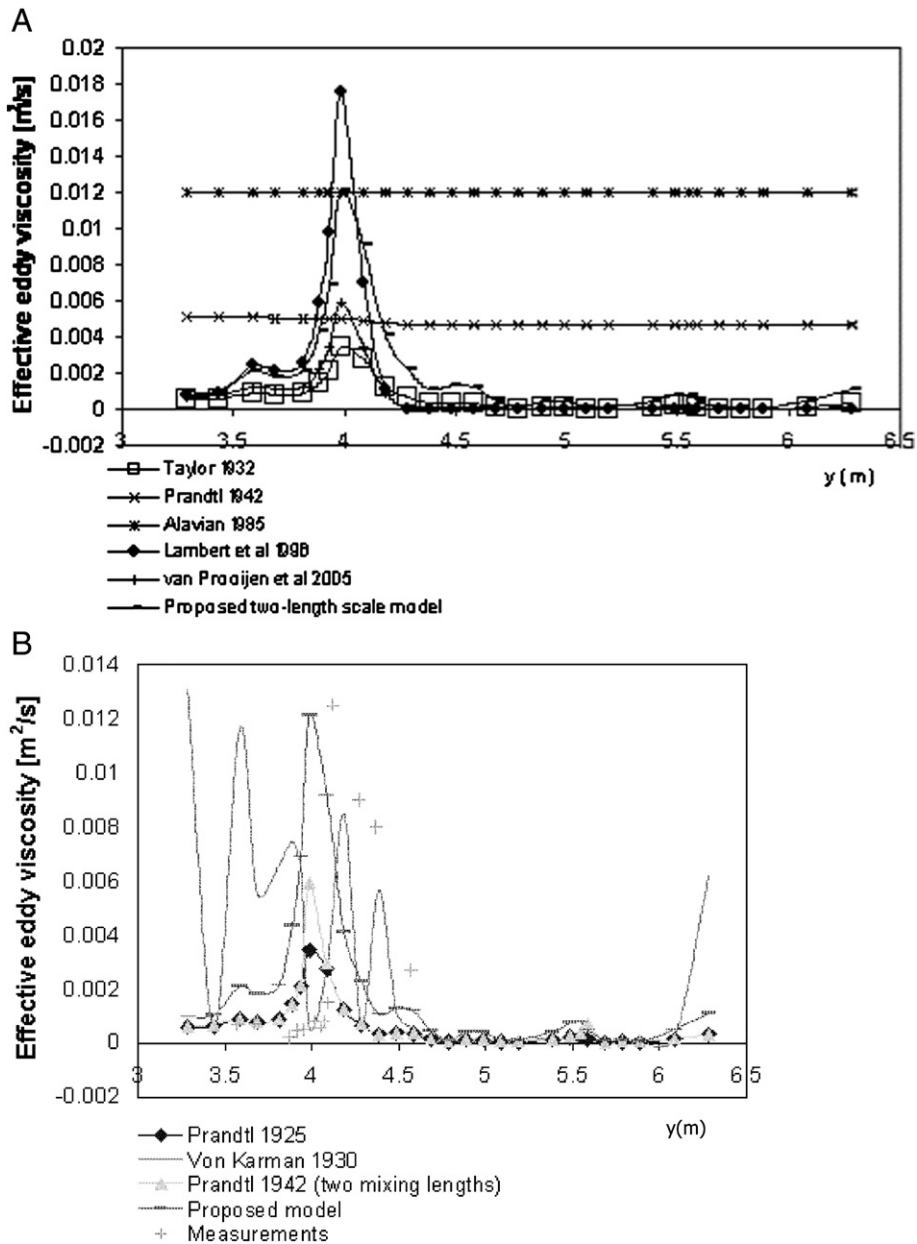 A
Effective eddy viscosity [m²/s]
0.02
0.018
0.016
0.014
0.012
0.01
0.008
0.006
0.004
0.002
0
-0.002
3 3.5 4 4.5 5 5.5 6 6.5
y (m)
Taylor 1932
Prandtl 1942
Alavian 1985
Lambert et al 1996
van Prooijen et al 2005
Proposed two-length scale model
B
Effective eddy viscosity [m²/s]
0.014
0.012
0.01
0.008
0.006
0.004
0.002
0
-0.002
3 3.5 4 4.5 5 5.5 6 6.5
y(m)
Prandtl 1925
Von Karman 1930
Prandtl 1942 (two mixing lengths)
Proposed model
Measurements